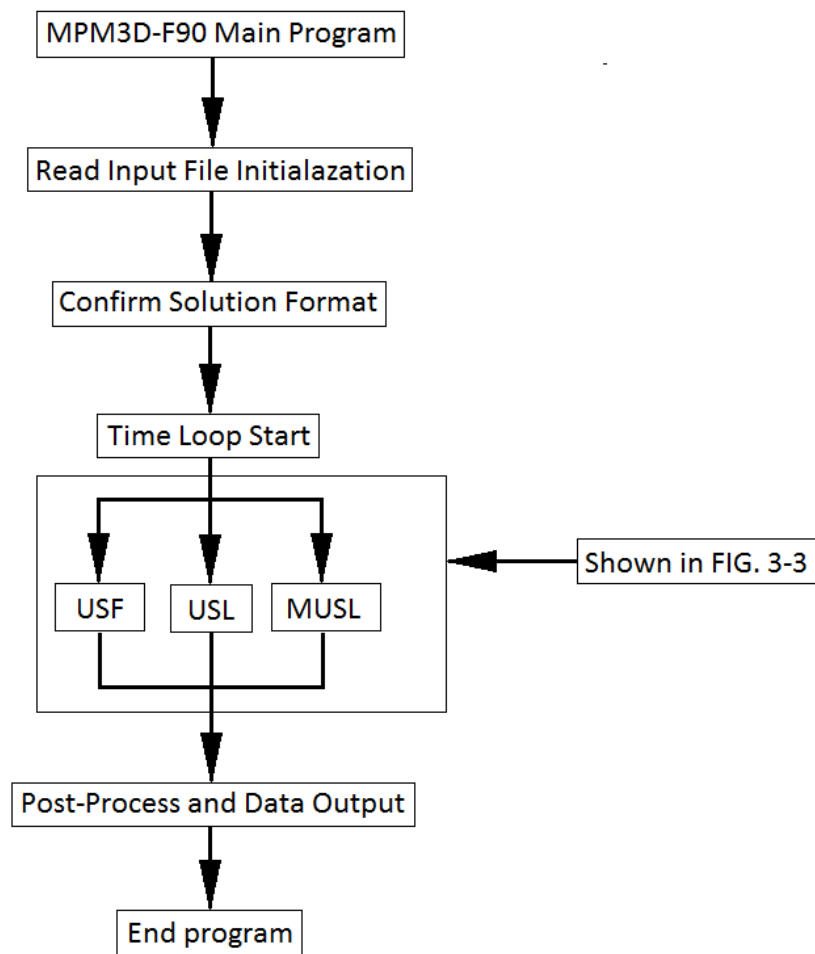 MPM3D-F90 Main Program
Read Input File Initialazation
Confirm Solution Format
Time Loop Start
USF
USL
MUSL
Shown in FIG. 3-3
Post-Process and Data Output
End program